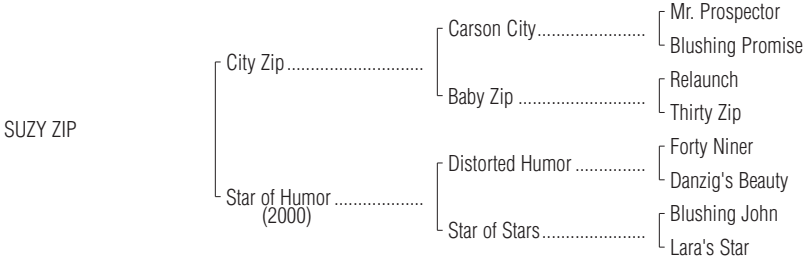 Mr. Prospector
Carson City.......................
Blushing Promise
City Zip.............................
Relaunch
Baby Zip ...........................
Thirty Zip
SUZY ZIP
Forty Niner
Distorted Humor ...............
Danzig's Beauty
Star of Humor ...................
(2000)
Blushing John
Star of Stars......................
Lara's Star